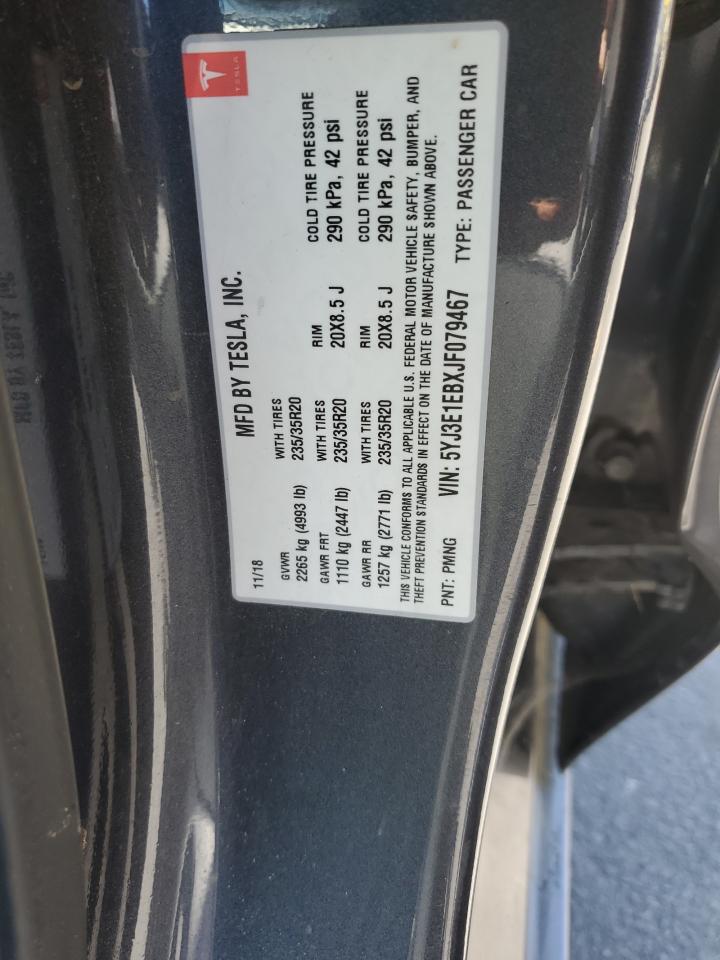 TESLA
MFD BY TESLA, INC.
11/18
GVWR WITH TIRES
2265 kg (4993 lb) 235/35R20
GAWR FRT WITH TIRES RIM COLD TIRE PRESSURE
1110 kg (2447 lb) 235/35R20 20X8.5 J 290 kPa, 42 psi
GAWR RR WITH TIRES RIM COLD TIRE PRESSURE
1257 kg (2771 lb) 235/35R20 20X8.5 J 290 kPa, 42 psi
THIS VEHICLE CONFORMS TO ALL APPLICABLE U.S. FEDERAL MOTOR VEHICLE SAFETY, BUMPER, AND
THEFT PREVENTION STANDARDS IN EFFECT ON THE DATE OF MANUFACTURE SHOWN ABOVE.
PNT: PMNG VIN: 5YJ3E1EBXJF079467 TYPE: PASSENGER CAR